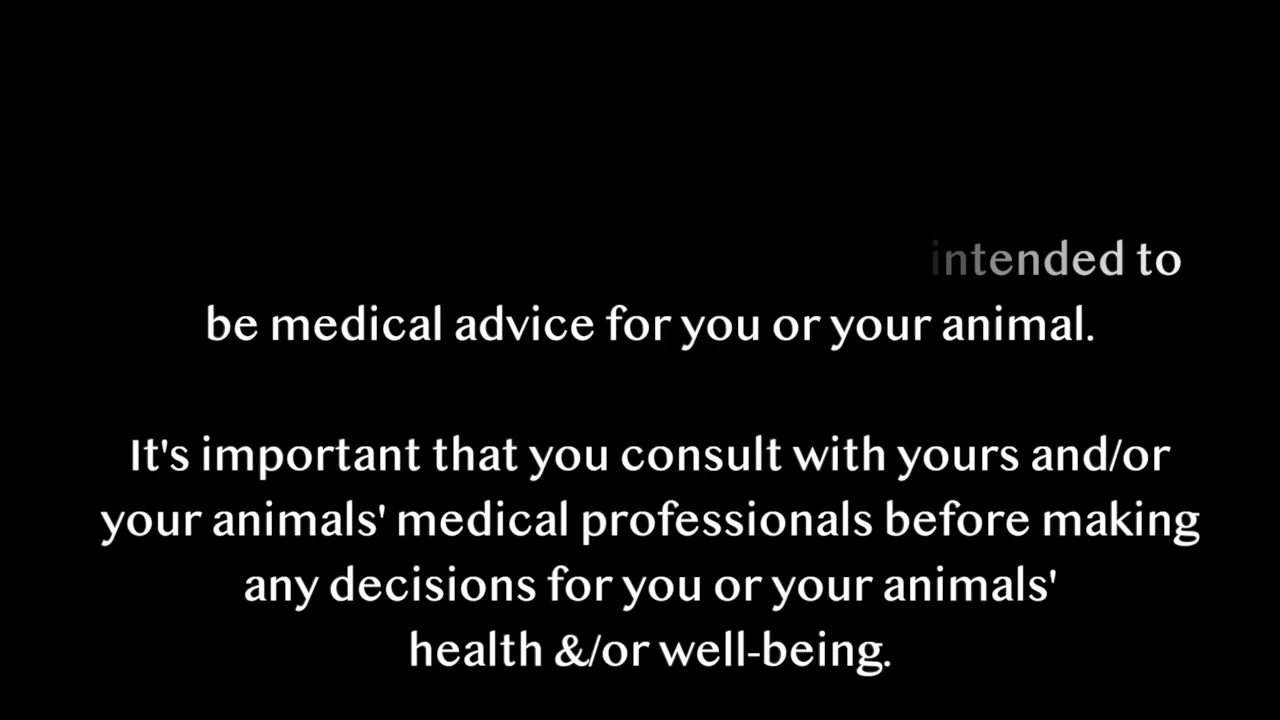 intended to
be medical advice for you or your animal.
It's important that you consult with yours and/or
your animals' medical professionals before making
any decisions for you or your animals'
health &/or well-being.